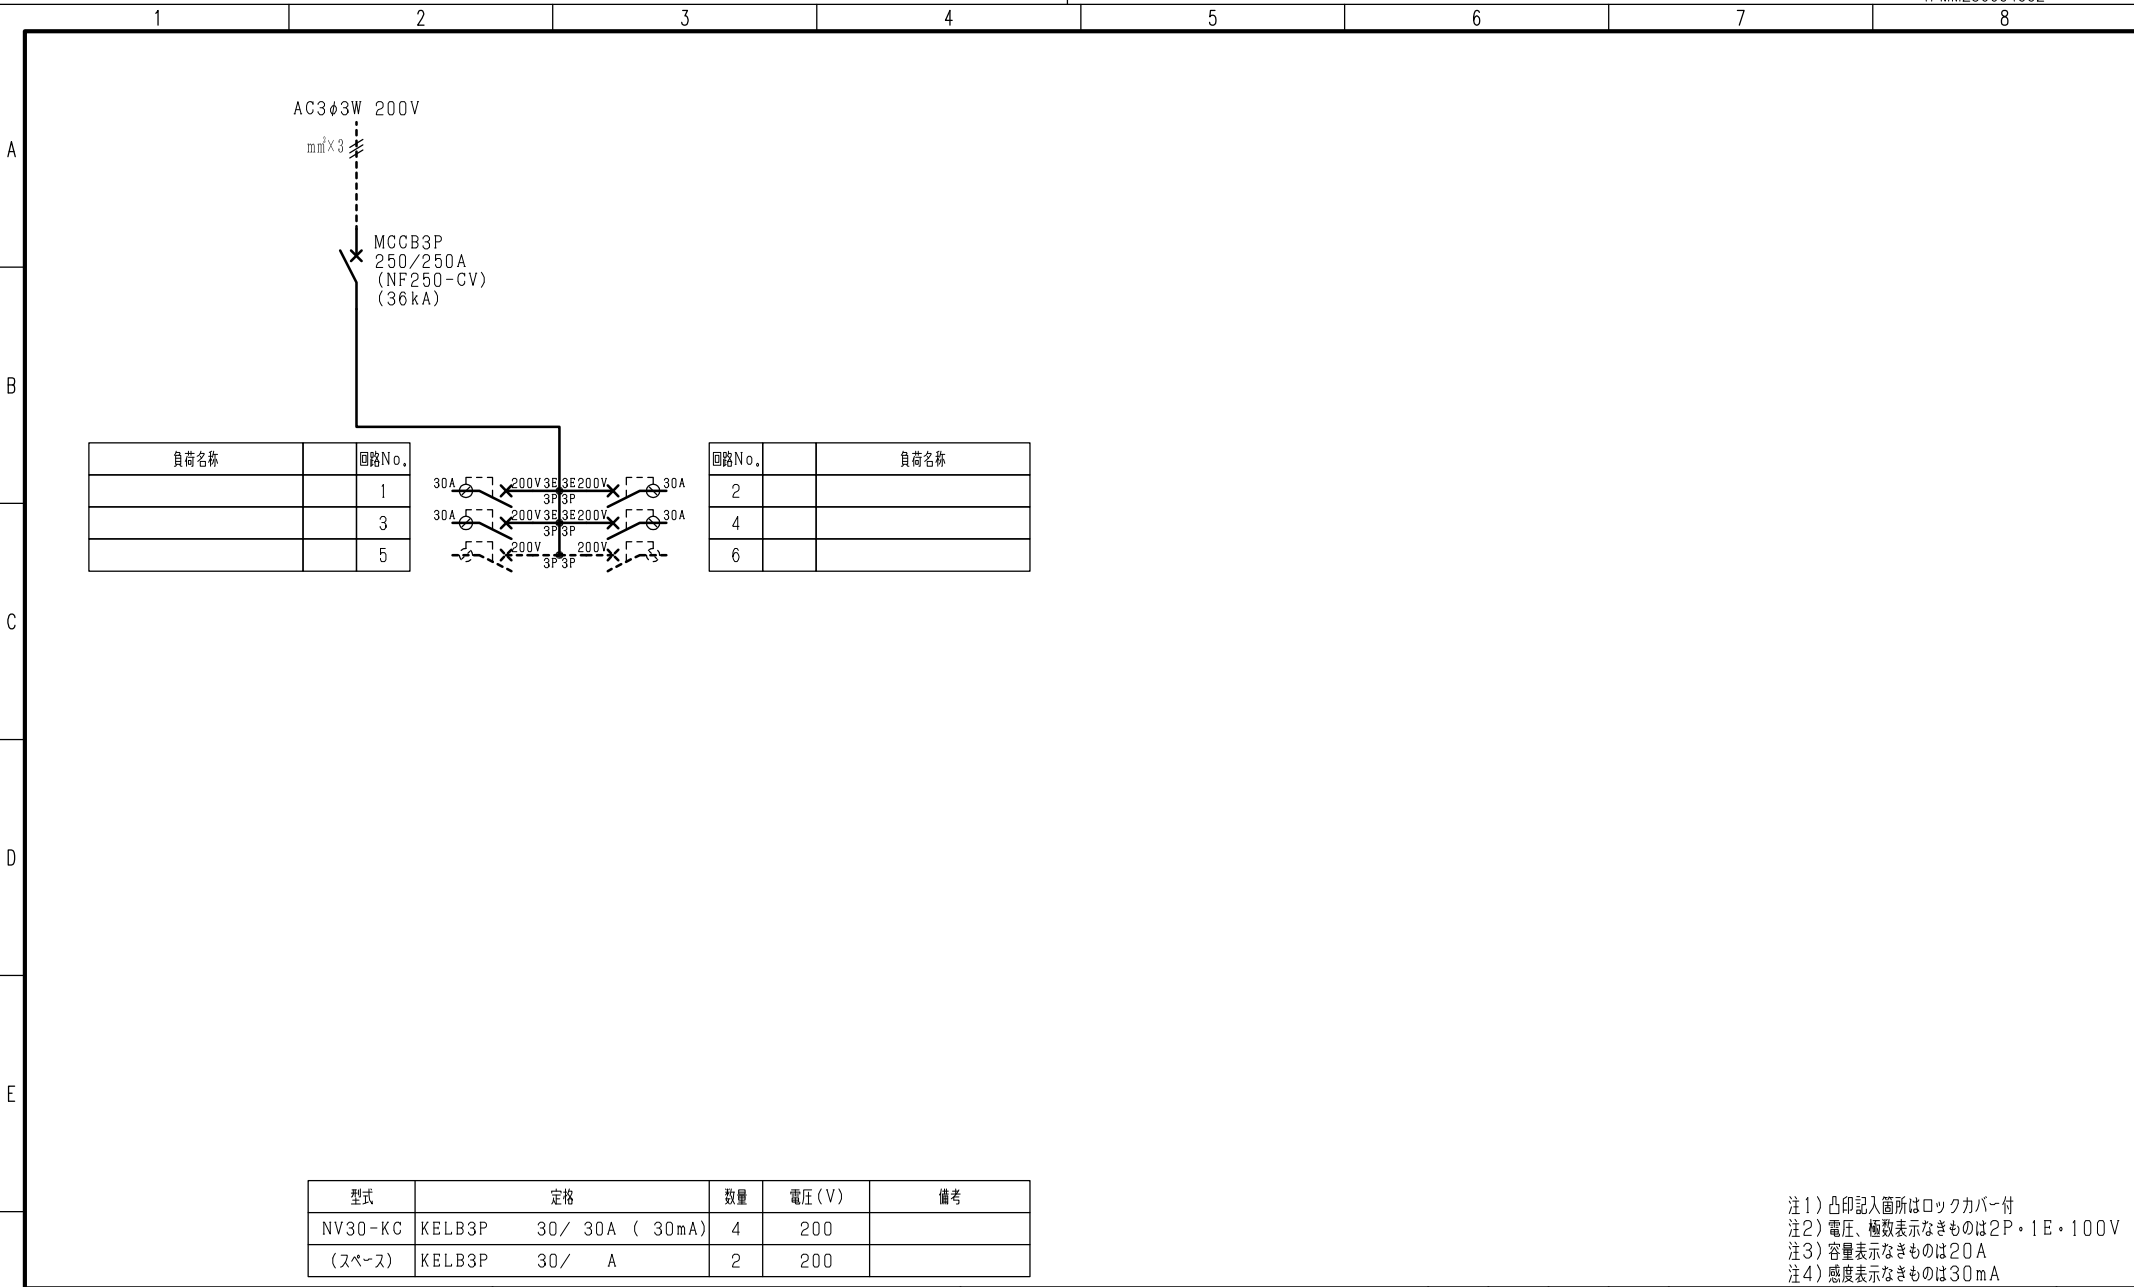 1 2 3 4 5 6 7 8
A
B
C
D
E
AC3φ3W 200V
mm²×3
MCCB3P
250/250A
(NF250-CV)
(36kA)
負荷名称 回路No.
1
3
5
30A 200V 3E 3E 200V 30A
3P 3P
30A 200V 3E 3E 200V 30A
3P 3P
200V 200V
3P 3P
回路No. 負荷名称
2
4
6
型式 定格 数量 電圧(V) 備考
NV30-KC KELB3P 30/ 30A ( 30mA) 4 200
(スペース) KELB3P 30/ A 2 200
注1)凸印記入箇所はロックカバー付
注2)電圧、極数表示なきものは2P・1E・100V
注3)容量表示なきものは20A
注4)感度表示なきものは30mA